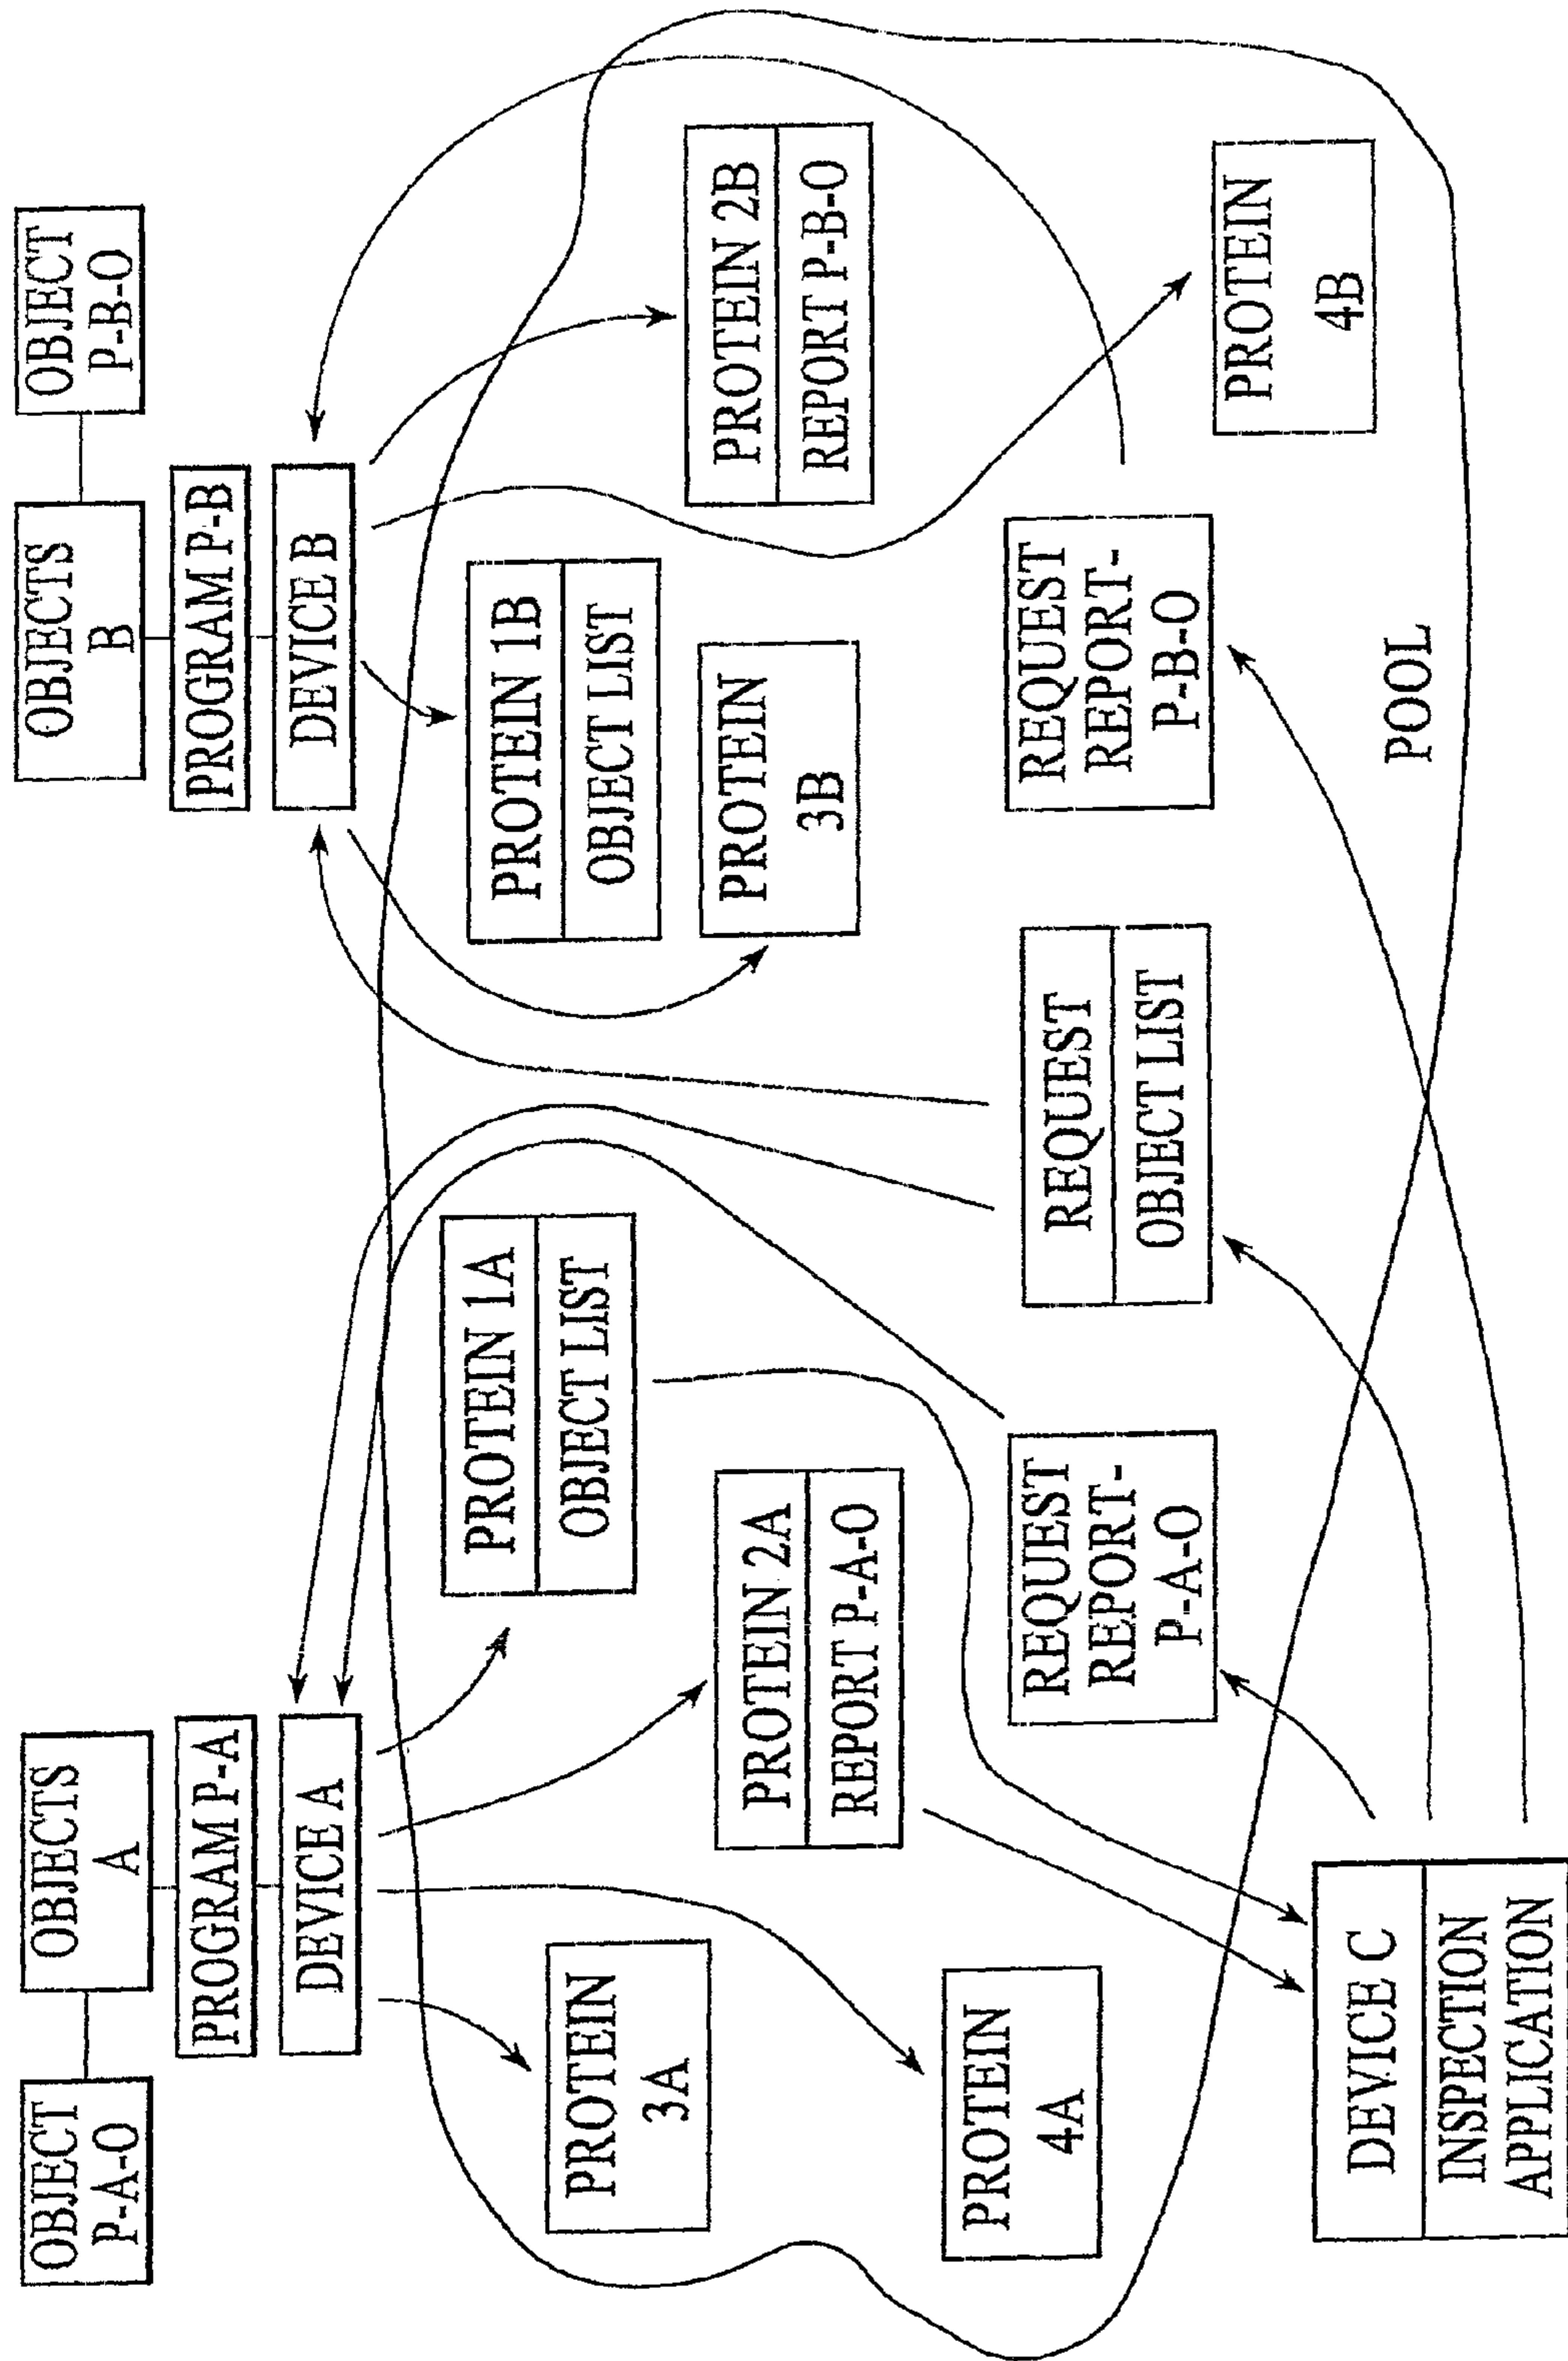 OBJECT
P-A-O
OBJECTS
A
PROGRAM P-A
DEVICE A
OBJECTS
B
OBJECT
P-B-O
PROGRAM P-B
DEVICE B
PROTEIN
3A
PROTEIN 1A
OBJECT LIST
PROTEIN 1B
OBJECT LIST
PROTEIN 2A
REPORT P-A-O
PROTEIN
3B
PROTEIN 2B
REPORT P-B-O
PROTEIN
4A
REQUEST
REPORT-
P-A-O
REQUEST
OBJECT LIST
REQUEST
REPORT-
P-B-O
PROTEIN
4B
POOL
DEVICE C
INSPECTION
APPLICATION